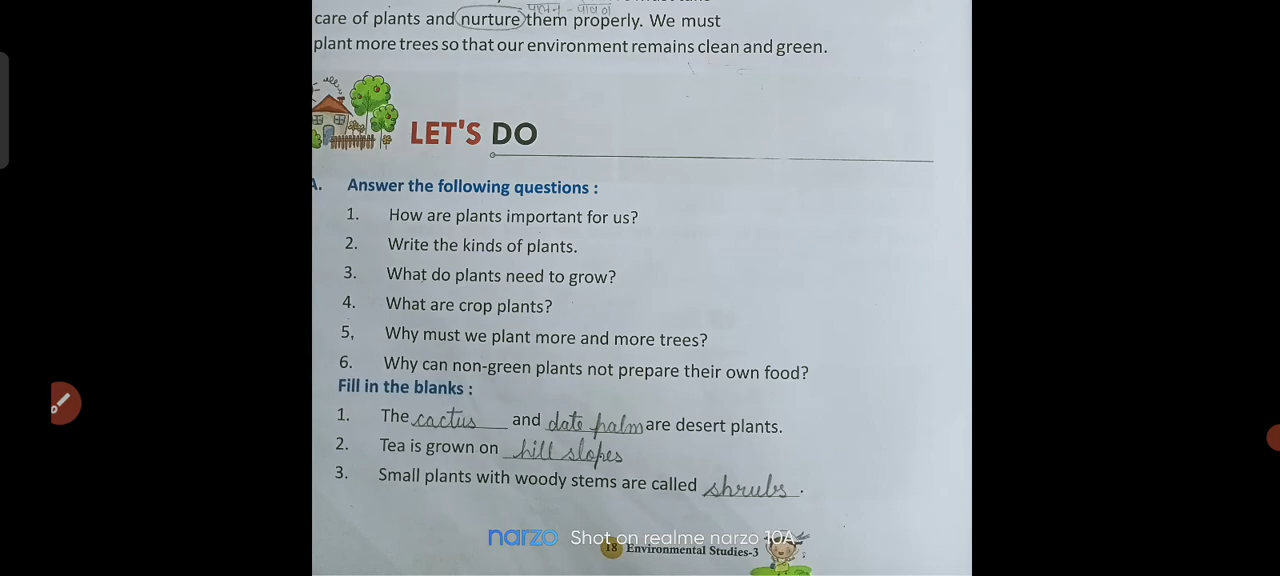 पालन - पोषण
care of plants and nurture them properly. We must
plant more trees so that our environment remains clean and green.
LET'S DO
A. Answer the following questions :
1. How are plants important for us?
2. Write the kinds of plants.
3. What do plants need to grow?
4. What are crop plants?
5, Why must we plant more and more trees?
6. Why can non-green plants not prepare their own food?
Fill in the blanks :
1. The cactus and date palm are desert plants.
2. Tea is grown on hill slopes
3. Small plants with woody stems are called shrubs.
narzo Shot on realme narzo 10A
18 Environmental Studies-3